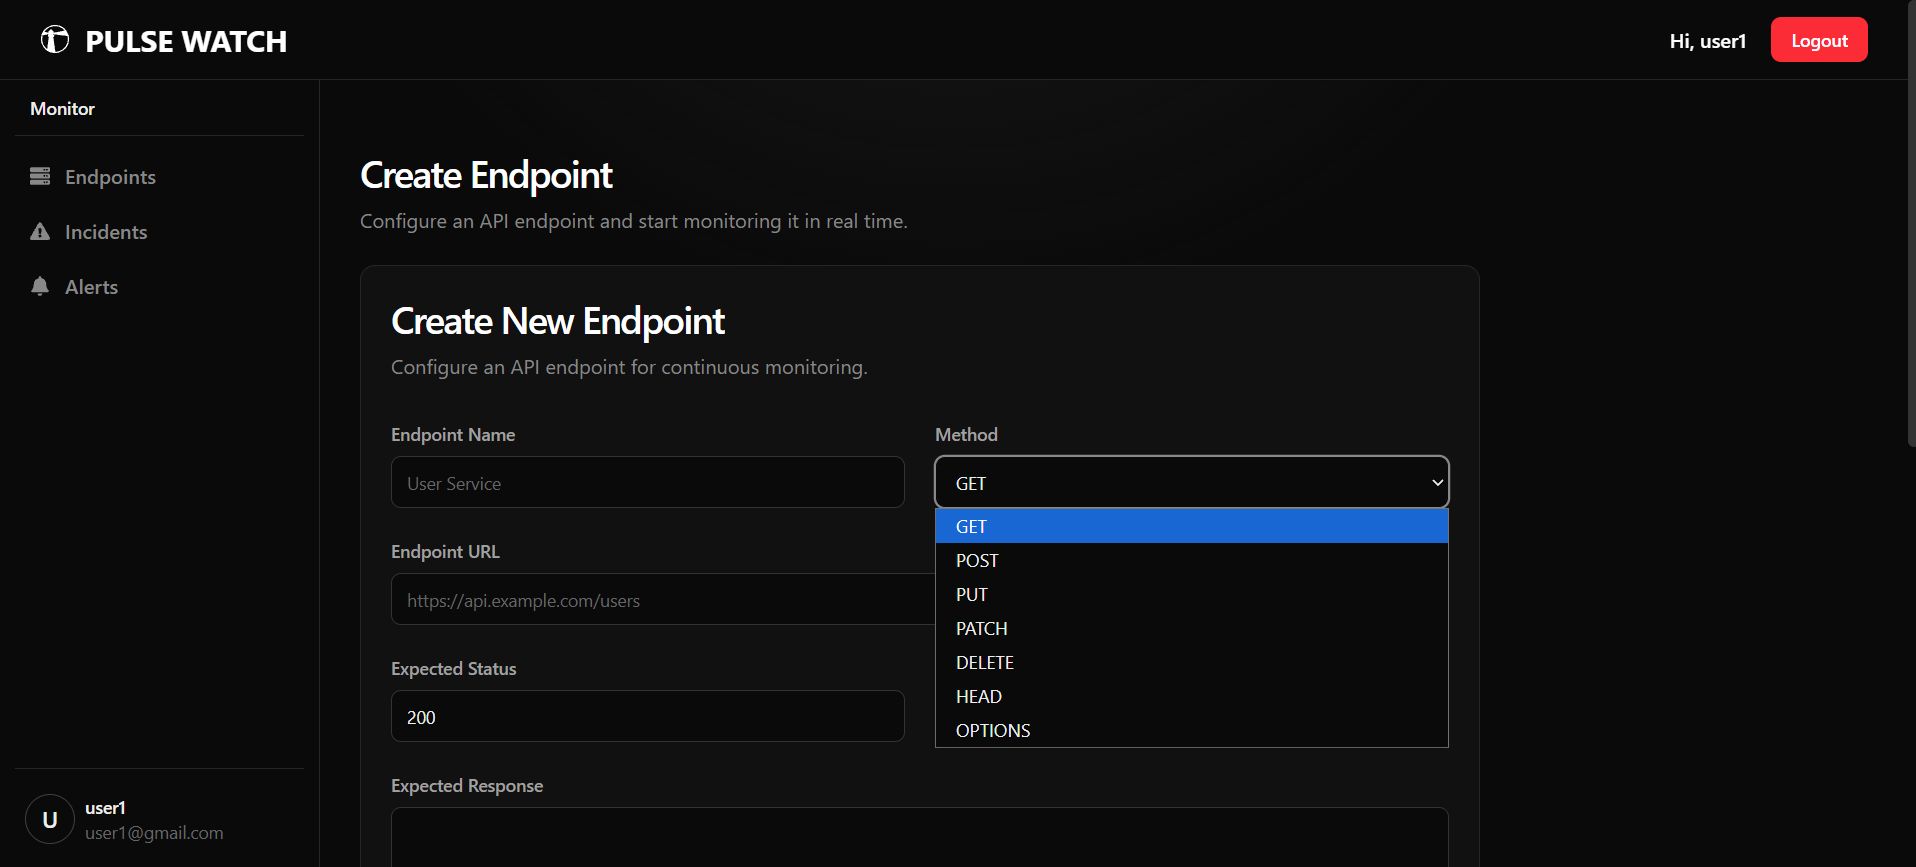 PULSE WATCH
Hi, user1
Logout
Monitor
Endpoints
Incidents
Alerts
user1
user1@gmail.com
U
Create Endpoint
Configure an API endpoint and start monitoring it in real time.
Create New Endpoint
Configure an API endpoint for continuous monitoring.
Endpoint Name
User Service
Method
GET
GET
POST
PUT
PATCH
DELETE
HEAD
OPTIONS
Endpoint URL
https://api.example.com/users
Expected Status
200
Expected Response